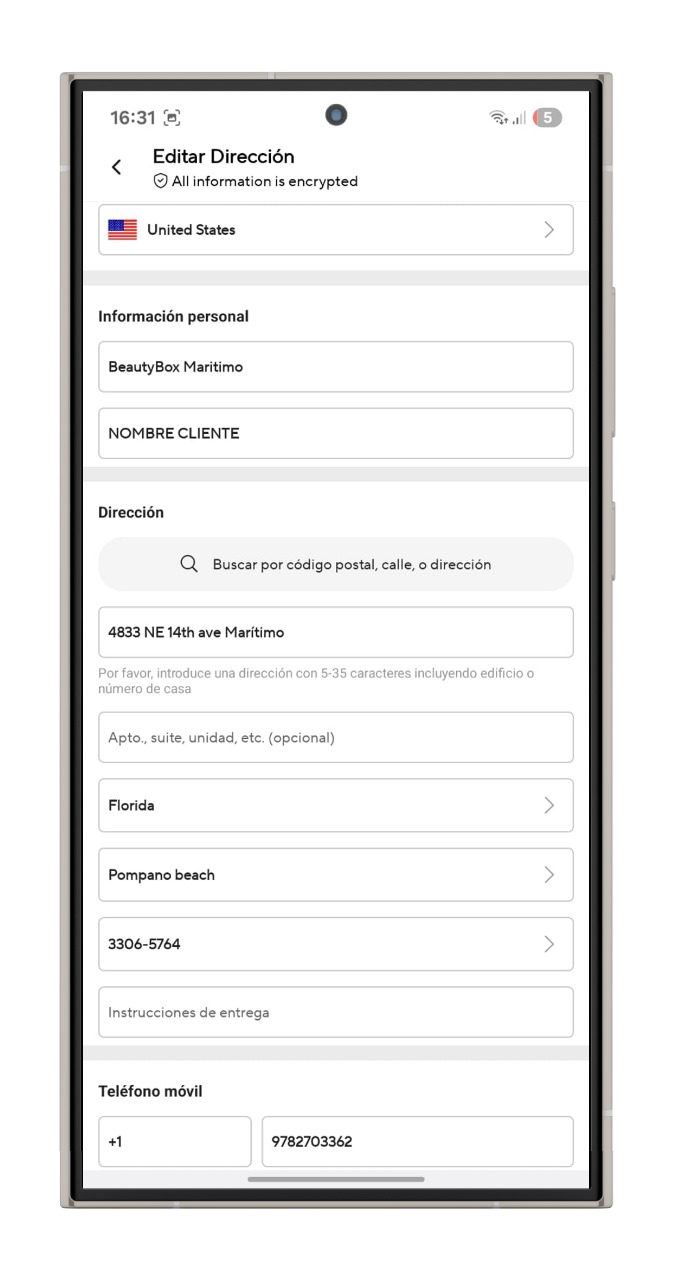 16:31
5
Editar Dirección
All information is encrypted
United States
Información personal
BeautyBox Maritimo
NOMBRE CLIENTE
Dirección
Buscar por código postal, calle, o dirección
4833 NE 14th ave Marítimo
Por favor, introduce una dirección con 5-35 caracteres incluyendo edificio o
número de casa
Apto., suite, unidad, etc. (opcional)
Florida
Pompano beach
3306-5764
Instrucciones de entrega
Teléfono móvil
+1
9782703362